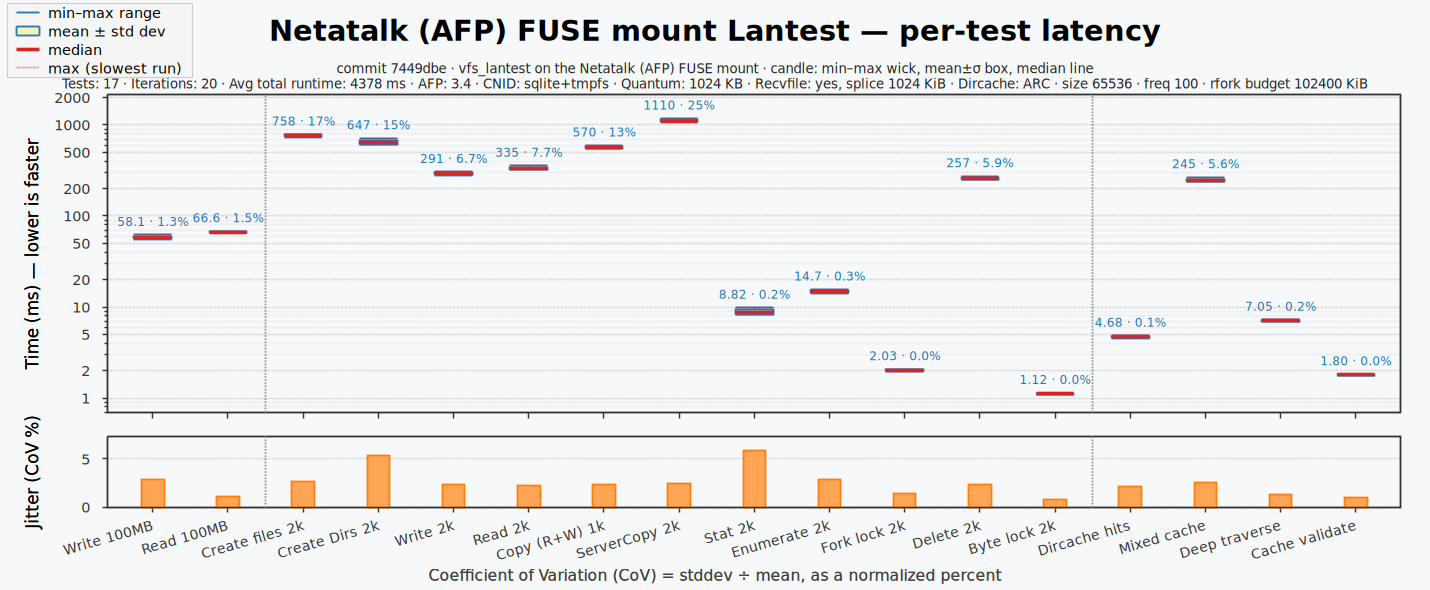 min–max range
mean ± std dev
median
max (slowest run)
Netatalk (AFP) FUSE mount Lantest — per-test latency
commit 7449dbe · vfs_lantest on the Netatalk (AFP) FUSE mount · candle: min–max wick, mean±σ box, median line
Tests: 17 · Iterations: 20 · Avg total runtime: 4378 ms · AFP: 3.4 · CNID: sqlite+tmpfs · Quantum: 1024 KB · Recvfile: yes, splice 1024 KiB · Dircache: ARC · size 65536 · freq 100 · rfork budget 102400 KiB
Time (ms) — lower is faster
2000
1000
500
200
100
50
20
10
5
2
1
58.1 · 1.3%
66.6 · 1.5%
758 · 17%
647 · 15%
291 · 6.7%
335 · 7.7%
570 · 13%
1110 · 25%
8.82 · 0.2%
14.7 · 0.3%
2.03 · 0.0%
257 · 5.9%
1.12 · 0.0%
4.68 · 0.1%
245 · 5.6%
7.05 · 0.2%
1.80 · 0.0%
Jitter (CoV %)
5
0
Write 100MB
Read 100MB
Create files 2k
Create Dirs 2k
Write 2k
Read 2k
Copy (R+W) 1k
ServerCopy 2k
Stat 2k
Enumerate 2k
Fork lock 2k
Delete 2k
Byte lock 2k
Dircache hits
Mixed cache
Deep traverse
Cache validate
Coefficient of Variation (CoV) = stddev ÷ mean, as a normalized percent